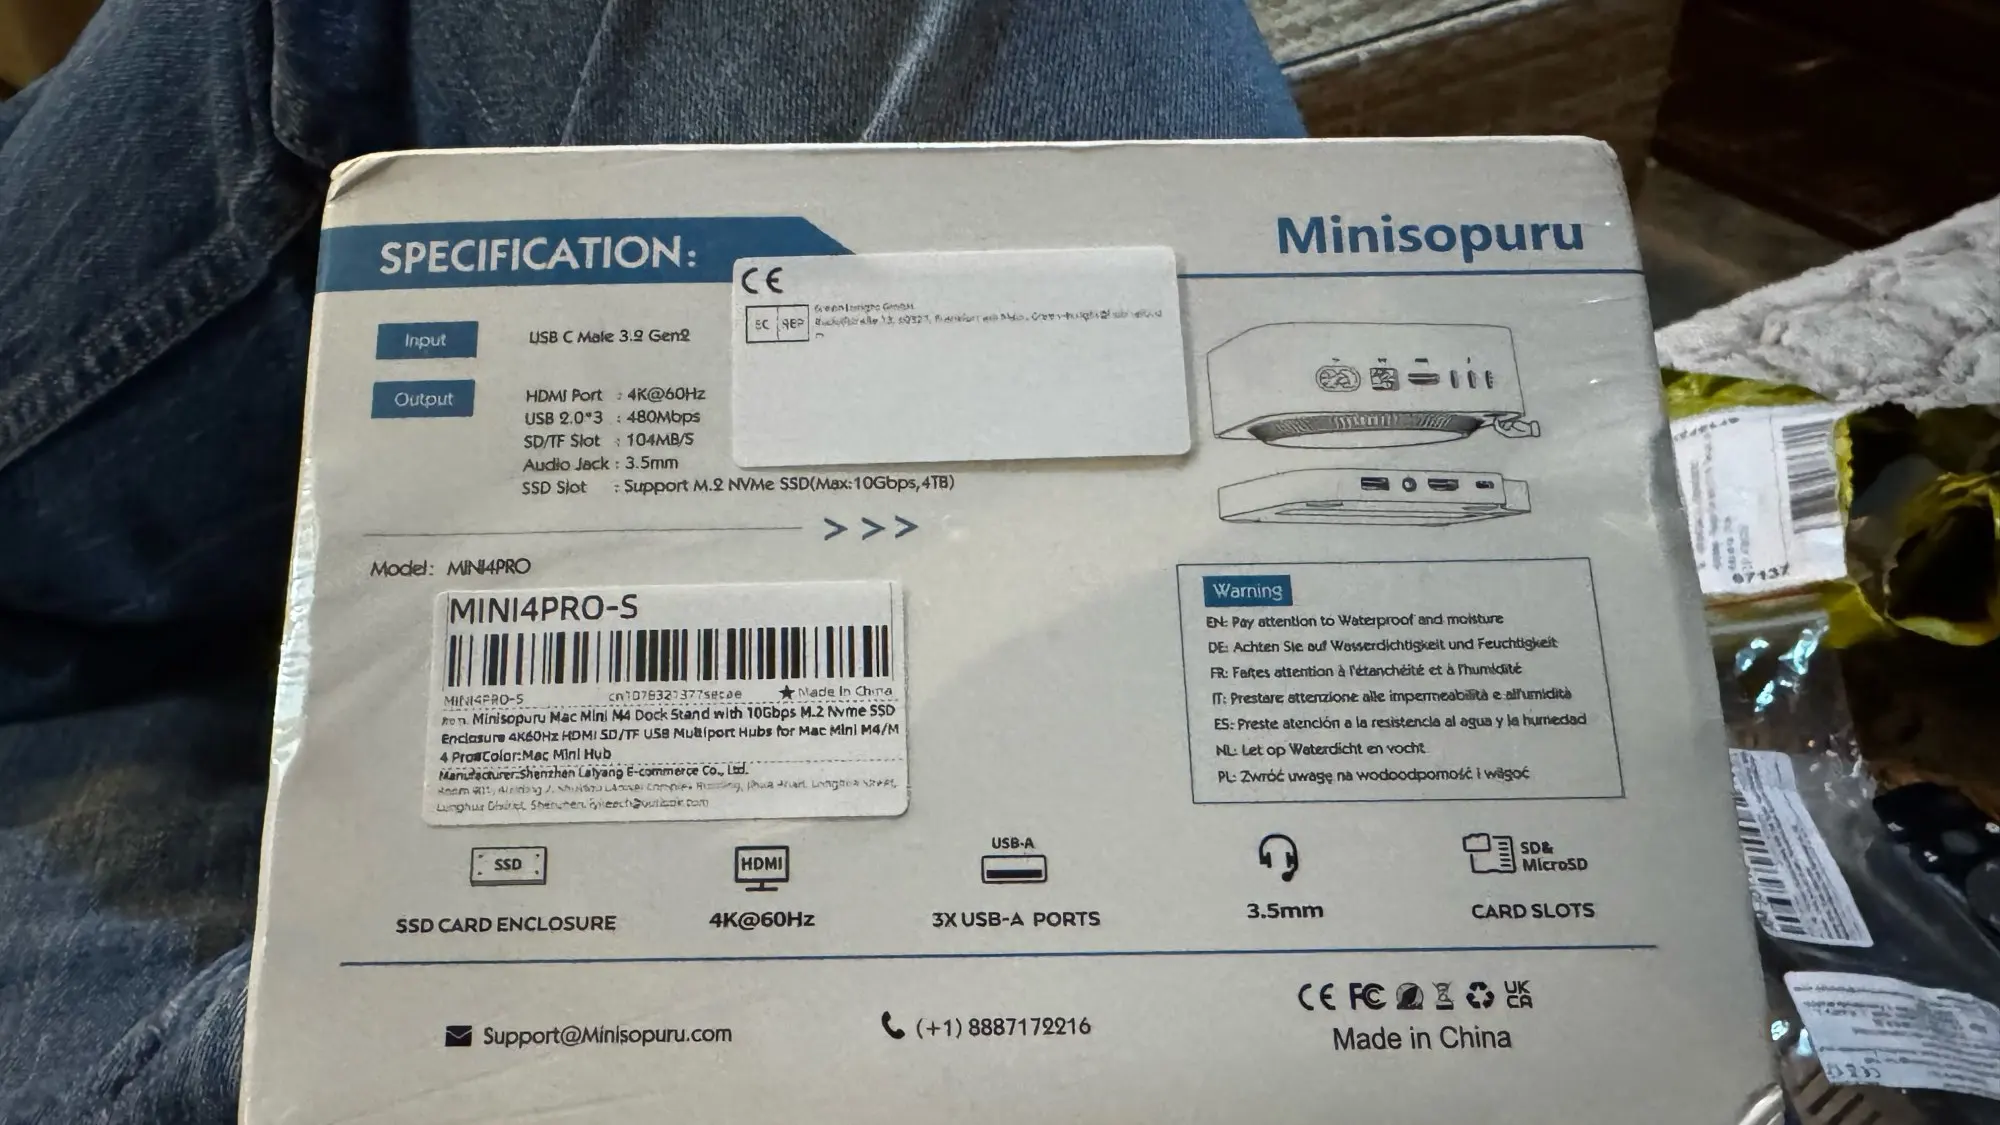 SPECIFICATION:
Minisopuru
CE
EC REP
Input
USB C Male 3.2 Gen2
Output
HDMI Port : 4K@60Hz
USB 2.0*3 : 480Mbps
SD/TF Slot : 104MB/S
Audio Jack : 3.5mm
SSD Slot : Support M.2 NVMe SSD(Max:10Gbps,4TB)
>>>
Model: MINI4PRO
MINI4PRO-S
MINI4PRO-S ★ Made In China
Minisopuru Mac Mini M4 Dock Stand with 10Gbps M.2 Nvme SSD
Enclosure 4K60Hz HDMI SD/TF USB Multiport Hubs for Mac Mini M4/M
4 Pro Color:Mac Mini Hub
Manufacturer:Shenzhen Laiyang E-commerce Co., Ltd.
Warning
EN: Pay attention to Waterproof and moisture
DE: Achten Sie auf Wasserdichtigkeit und Feuchtigkeit
FR: Faites attention à l'étanchéité et à l'humidité
IT: Prestare attenzione alle impermeabilità e all'umidità
ES: Preste atención a la resistencia al agua y la humedad
NL: Let op Waterdicht en vocht
PL: Zwróć uwagę na wodoodporność i wilgoć
SSD
SSD CARD ENCLOSURE
HDMI
4K@60Hz
USB-A
3X USB-A PORTS
3.5mm
SD&
MicroSD
CARD SLOTS
Support@Minisopuru.com
(+1) 8887172216
CE FC UK CA
Made in China
67137